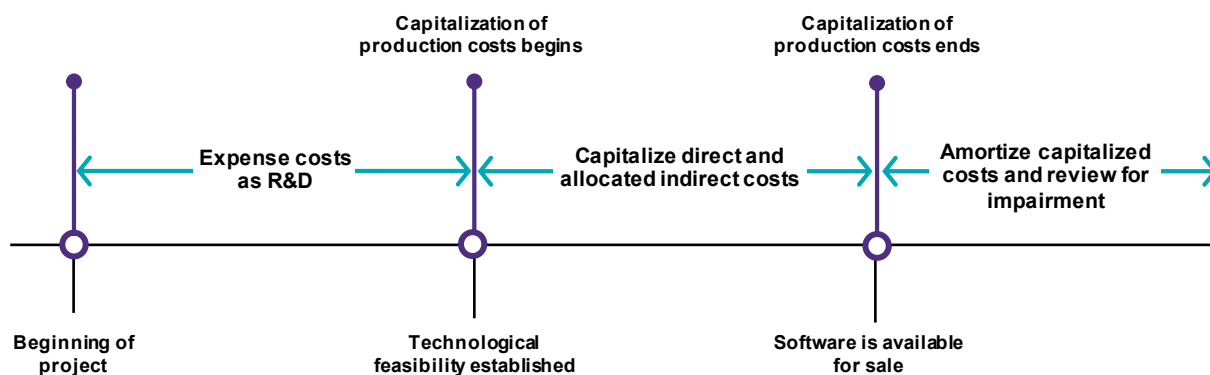 Capitalization of
production costs begins
Capitalization of
production costs ends
Expense costs
as R&D
Capitalize direct and
allocated indirect costs
Amortize capitalized
costs and review for
impairment
Beginning of
project
Technological
feasibility established
Software is available
for sale